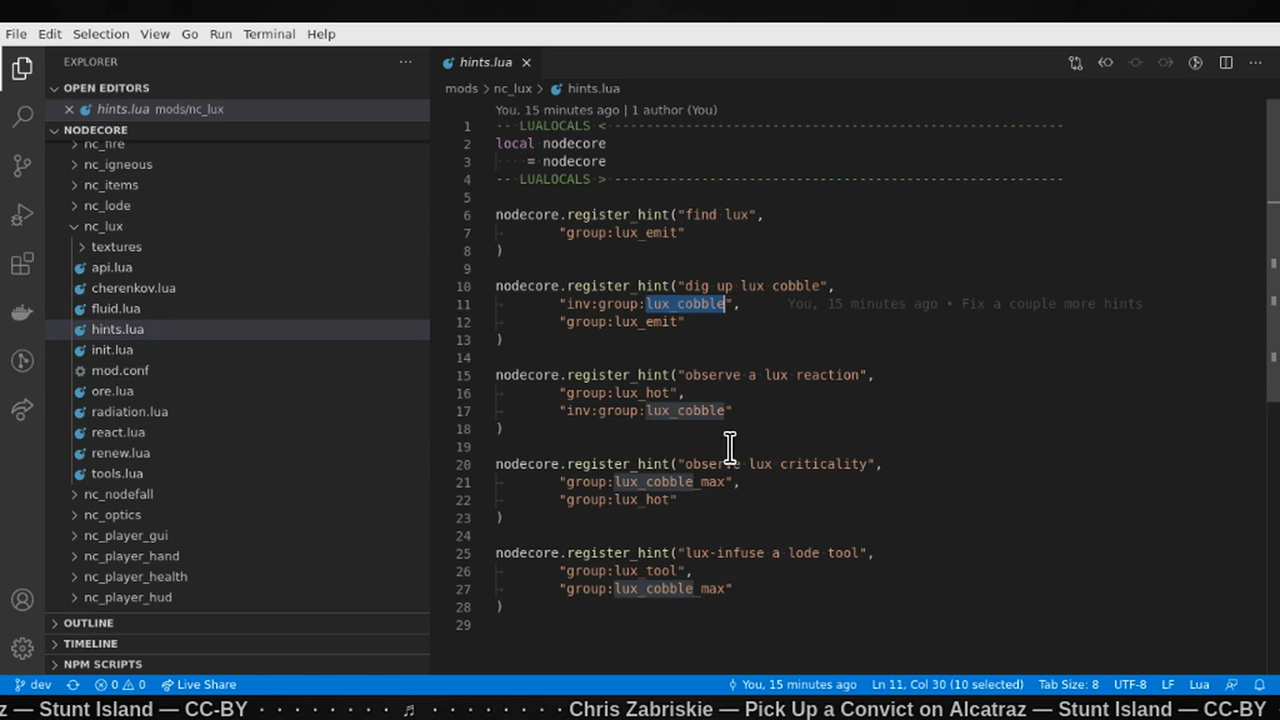 File Edit Selection View Go Run Terminal Help
EXPLORER
OPEN EDITORS
hints.lua mods/nc_lux
NODECORE
nc_fire
nc_igneous
nc_items
nc_lode
nc_lux
textures
api.lua
cherenkov.lua
fluid.lua
hints.lua
init.lua
mod.conf
ore.lua
radiation.lua
react.lua
renew.lua
tools.lua
nc_nodefall
nc_optics
nc_player_gui
nc_player_hand
nc_player_health
nc_player_hud
OUTLINE
TIMELINE
NPM SCRIPTS
hints.lua
mods > nc_lux > hints.lua
You, 15 minutes ago | 1 author (You)
1 -- LUALOCALS < ---------------------------------------------------------
2 local nodecore
3 = nodecore
4 -- LUALOCALS > ---------------------------------------------------------
5
6 nodecore.register_hint("find lux",
7 "group:lux_emit"
8 )
9
10 nodecore.register_hint("dig up lux cobble",
11 "inv:group:lux_cobble", You, 15 minutes ago • Fix a couple more hints
12 "group:lux_emit"
13 )
14
15 nodecore.register_hint("observe a lux reaction",
16 "group:lux_hot",
17 "inv:group:lux_cobble"
18 )
19
20 nodecore.register_hint("observe lux criticality",
21 "group:lux_cobble_max",
22 "group:lux_hot"
23 )
24
25 nodecore.register_hint("lux-infuse a lode tool",
26 "group:lux_tool",
27 "group:lux_cobble_max"
28 )
29
dev 0 0 Live Share You, 15 minutes ago Ln 11, Col 30 (10 selected) Tab Size: 8 UTF-8 LF Lua
z — Stunt Island — CC-BY · · · · · · · ♬ · · · · · · · Chris Zabriskie — Pick Up a Convict on Alcatraz — Stunt Island — CC-BY